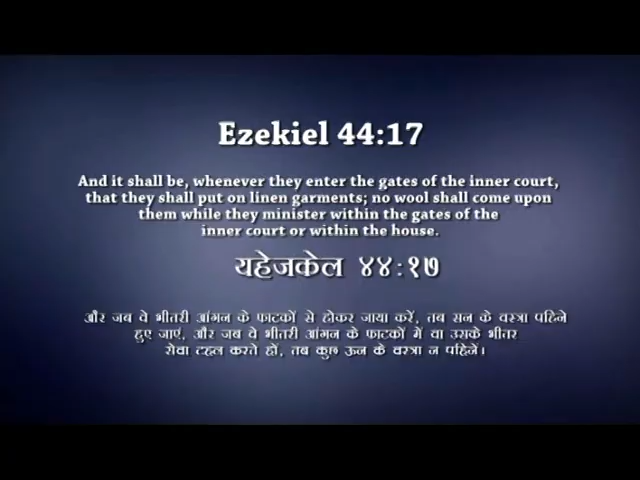 Ezekiel 44:17
And it shall be, whenever they enter the gates of the inner court,
that they shall put on linen garments; no wool shall come upon
them while they minister within the gates of the
inner court or within the house.
यहेजकेल ४४:१७
और जब वे भीतरी आंगन के फाटकों से होकर जाया करें, तब सन के वस्त्रा पहिने
हुए जाएं, और जब वे भीतरी आंगन के फाटकों में वा उसके भीतर
सेवा टहल करते हों, तब कुछ ऊन के वस्त्रा न पहिनें।